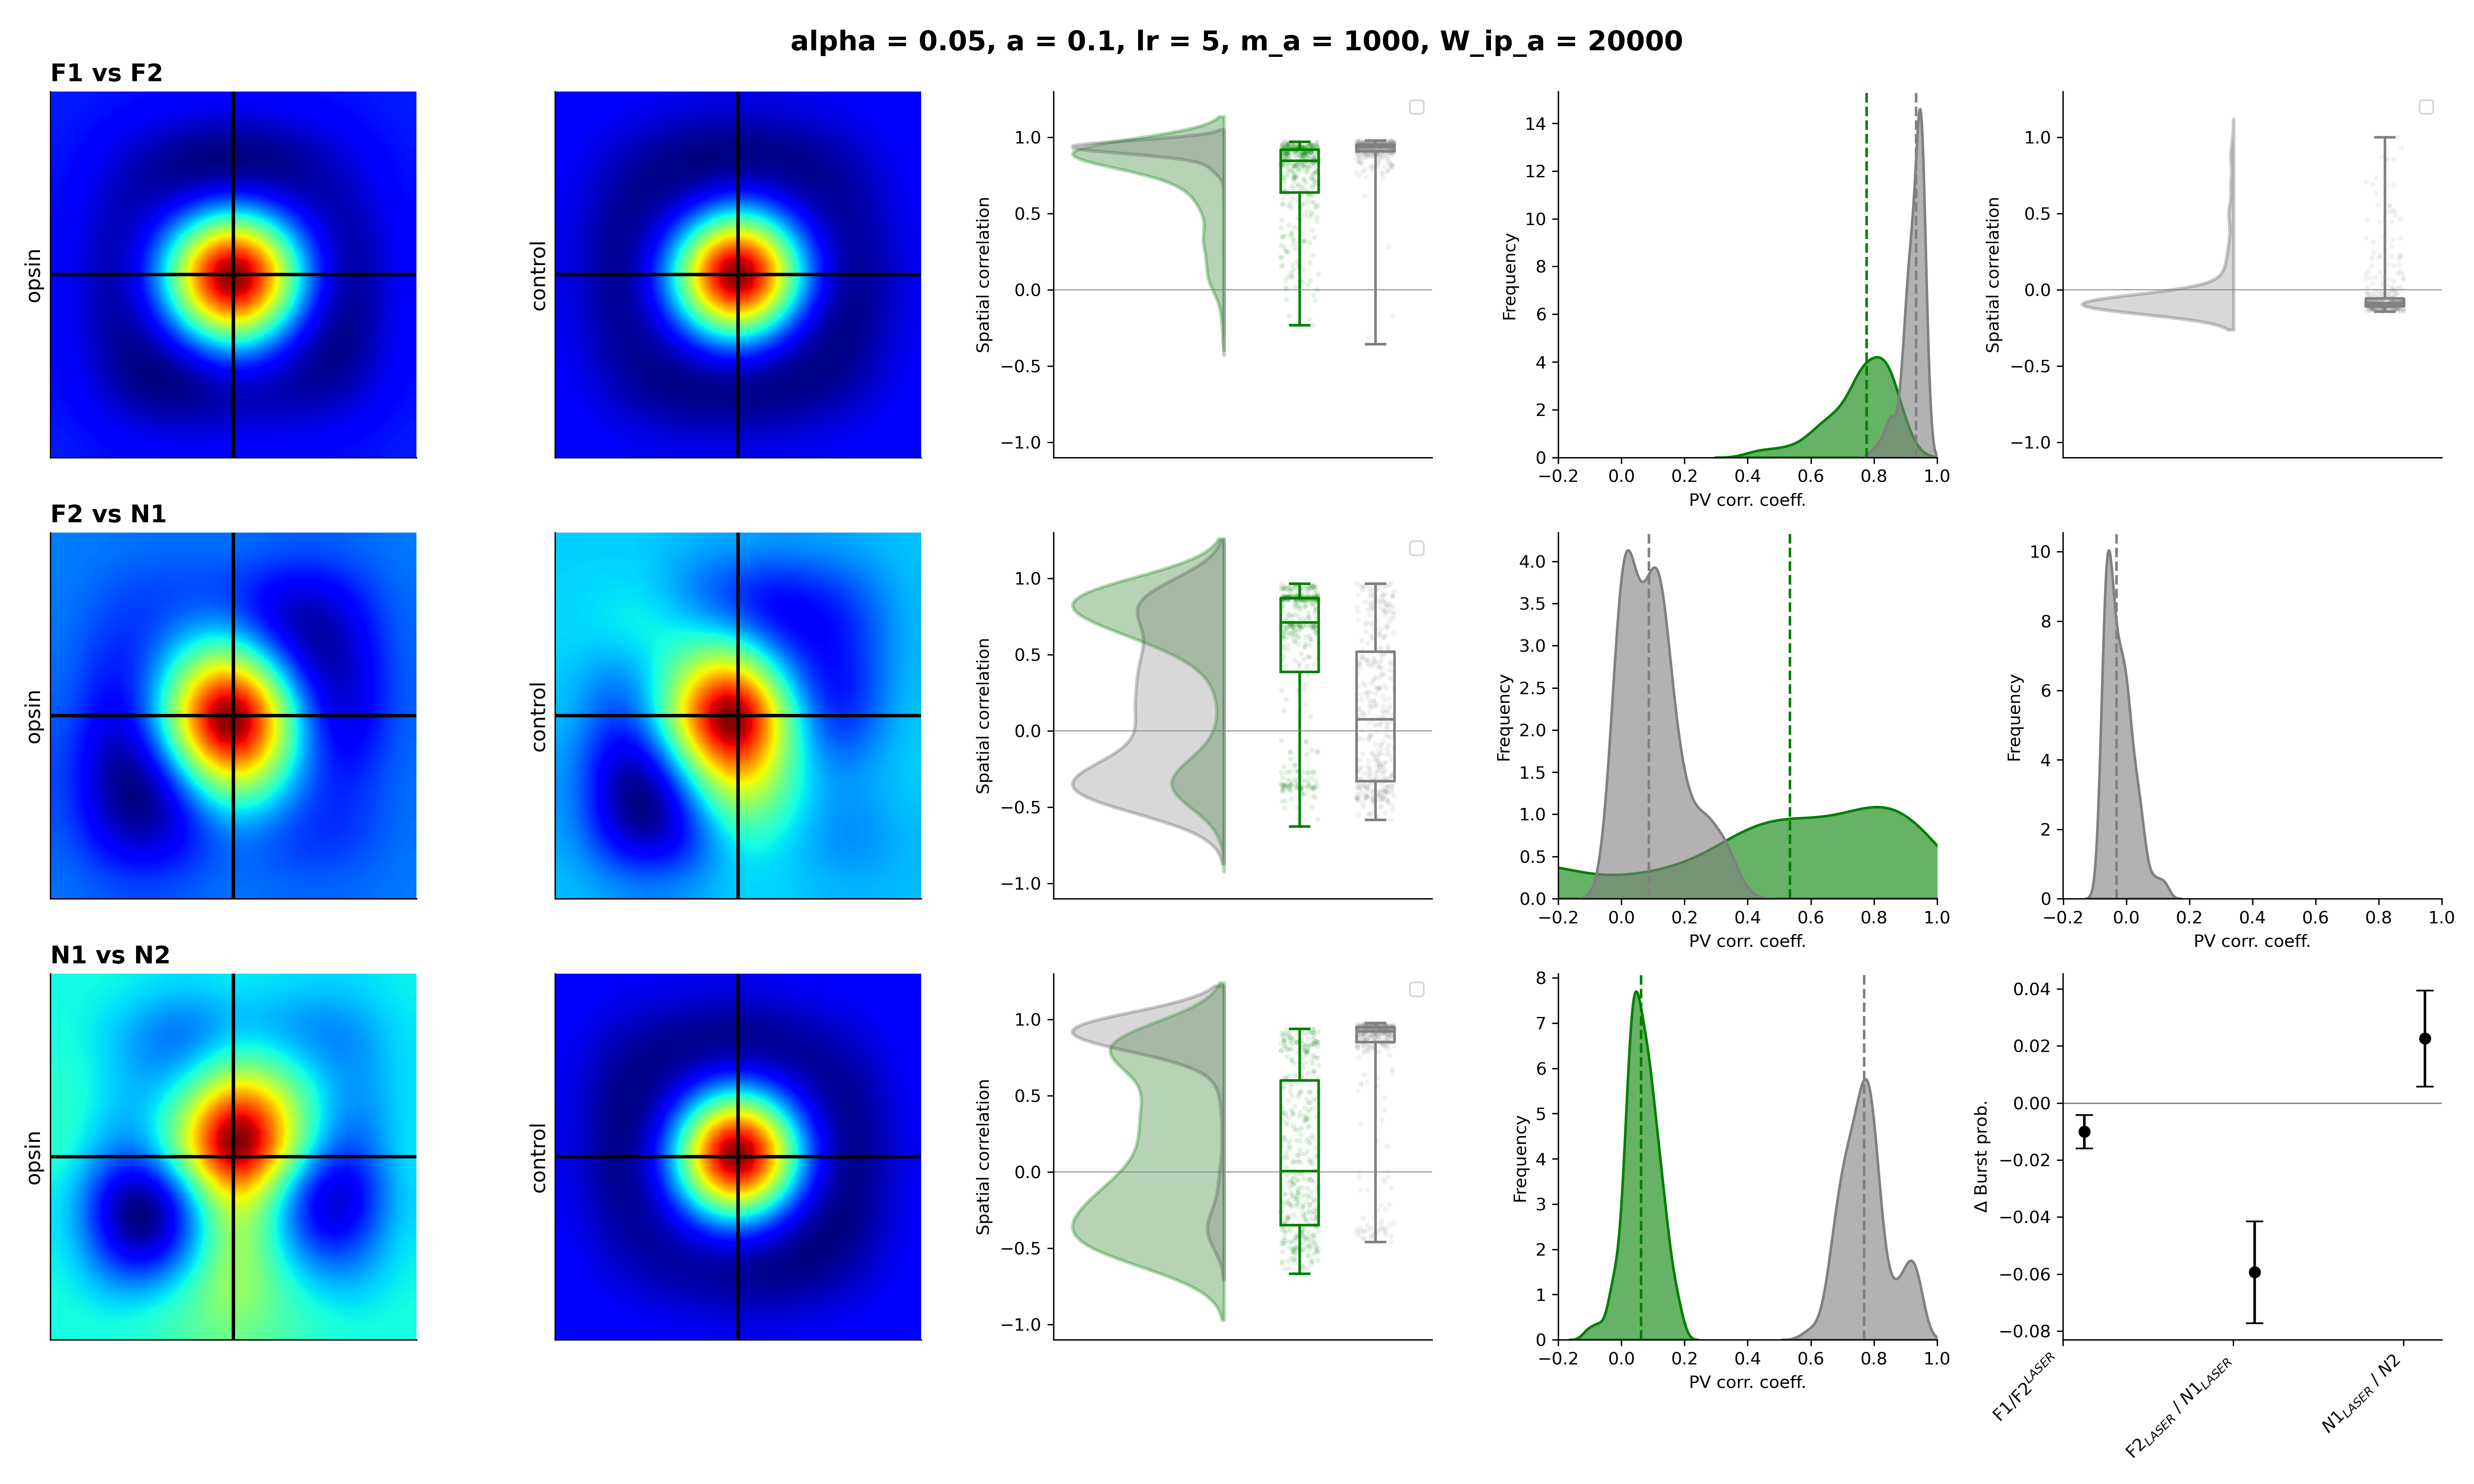 alpha = 0.05, a = 0.1, lr = 5, m_a = 1000, W_ip_a = 20000
F1 vs F2
opsin
control
Spatial correlation
1.0
0.5
0.0
−0.5
−1.0
Frequency
14
12
10
8
6
4
2
0
−0.2 0.0 0.2 0.4 0.6 0.8 1.0
PV corr. coeff.
Spatial correlation
1.0
0.5
0.0
−0.5
−1.0
F2 vs N1
opsin
control
Spatial correlation
1.0
0.5
0.0
−0.5
−1.0
Frequency
4.0
3.5
3.0
2.5
2.0
1.5
1.0
0.5
0.0
−0.2 0.0 0.2 0.4 0.6 0.8 1.0
PV corr. coeff.
Frequency
10
8
6
4
2
0
−0.2 0.0 0.2 0.4 0.6 0.8 1.0
PV corr. coeff.
N1 vs N2
opsin
control
Spatial correlation
1.0
0.5
0.0
−0.5
−1.0
Frequency
8
7
6
5
4
3
2
1
0
−0.2 0.0 0.2 0.4 0.6 0.8 1.0
PV corr. coeff.
Δ Burst prob.
0.04
0.02
0.00
−0.02
−0.04
−0.06
−0.08
F1/F2^LASER
F2_LASER / N1_LASER
N1_LASER / N2